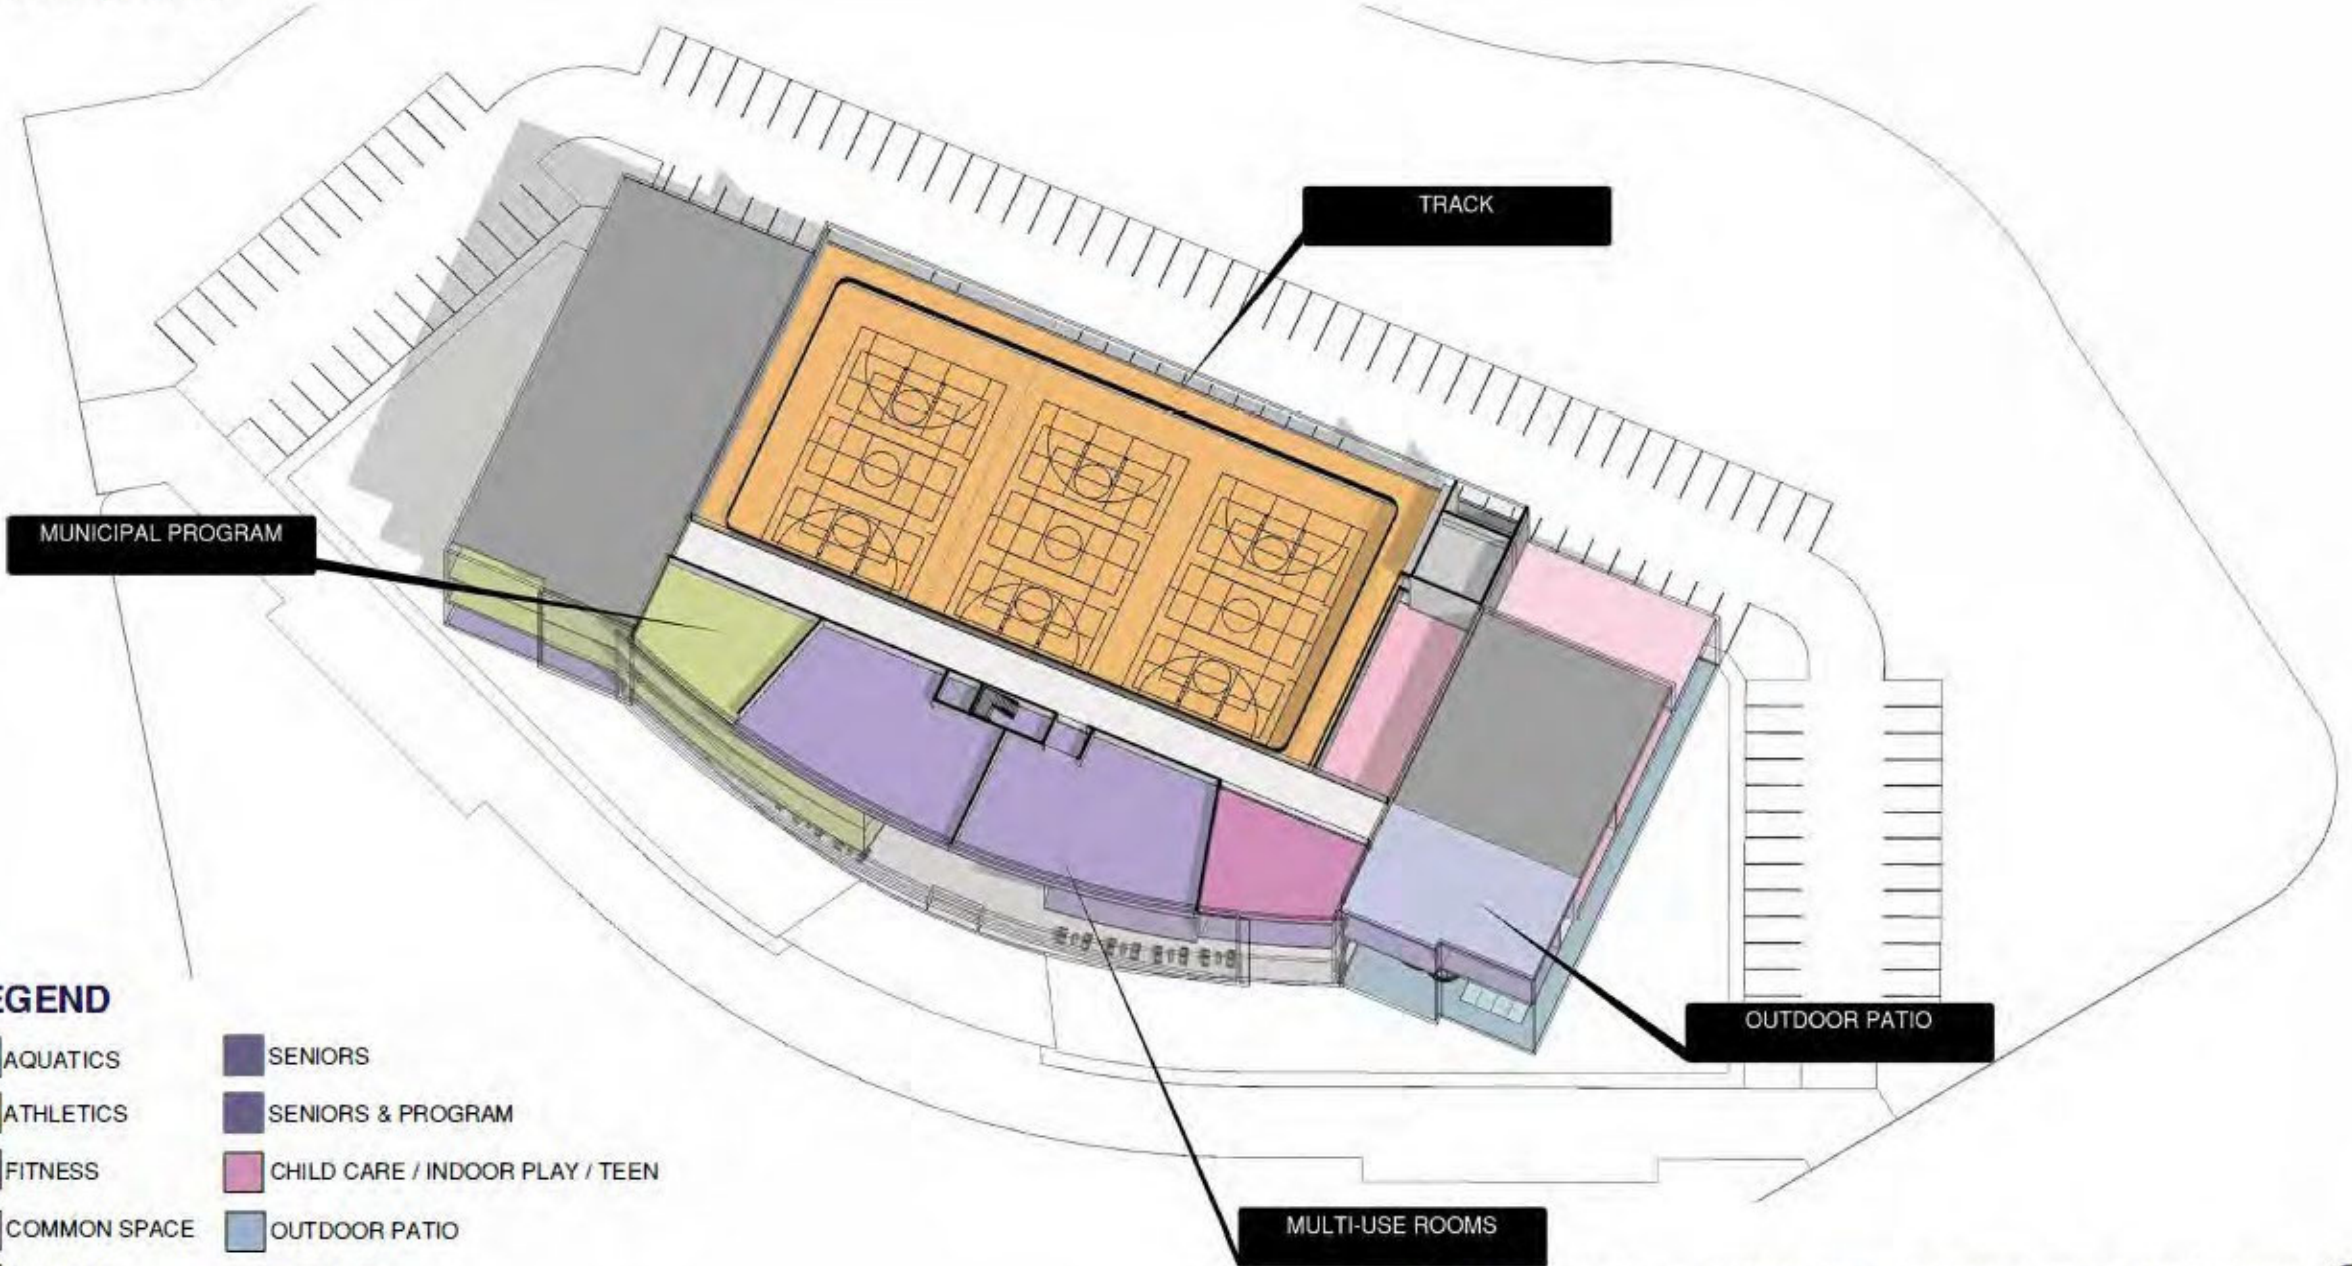 TRACK
MUNICIPAL PROGRAM
OUTDOOR PATIO
MULTI-USE ROOMS
EGEND
AQUATICS
SENIORS
ATHLETICS
SENIORS & PROGRAM
FITNESS
CHILD CARE / INDOOR PLAY / TEEN
COMMON SPACE
OUTDOOR PATIO